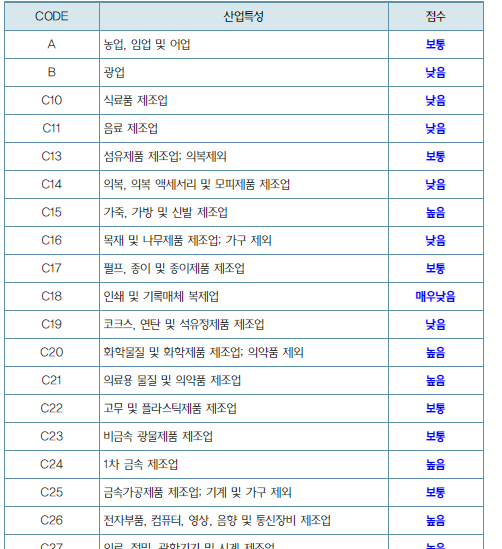 CODE 산업특성 점수
A 농업, 임업 및 어업 보통
B 광업 낮음
C10 식료품 제조업 낮음
C11 음료 제조업 낮음
C13 섬유제품 제조업; 의복제외 보통
C14 의복, 의복 액세서리 및 모피제품 제조업 낮음
C15 가죽, 가방 및 신발 제조업 높음
C16 목재 및 나무제품 제조업; 가구 제외 낮음
C17 펄프, 종이 및 종이제품 제조업 보통
C18 인쇄 및 기록매체 복제업 매우낮음
C19 코크스, 연탄 및 석유정제품 제조업 낮음
C20 화학물질 및 화학제품 제조업; 의약품 제외 높음
C21 의료용 물질 및 의약품 제조업 높음
C22 고무 및 플라스틱제품 제조업 보통
C23 비금속 광물제품 제조업 보통
C24 1차 금속 제조업 높음
C25 금속가공제품 제조업; 기계 및 가구 제외 보통
C26 전자부품, 컴퓨터, 영상, 음향 및 통신장비 제조업 높음
C27 의료, 정밀, 광학기기 및 시계 제조업 높음